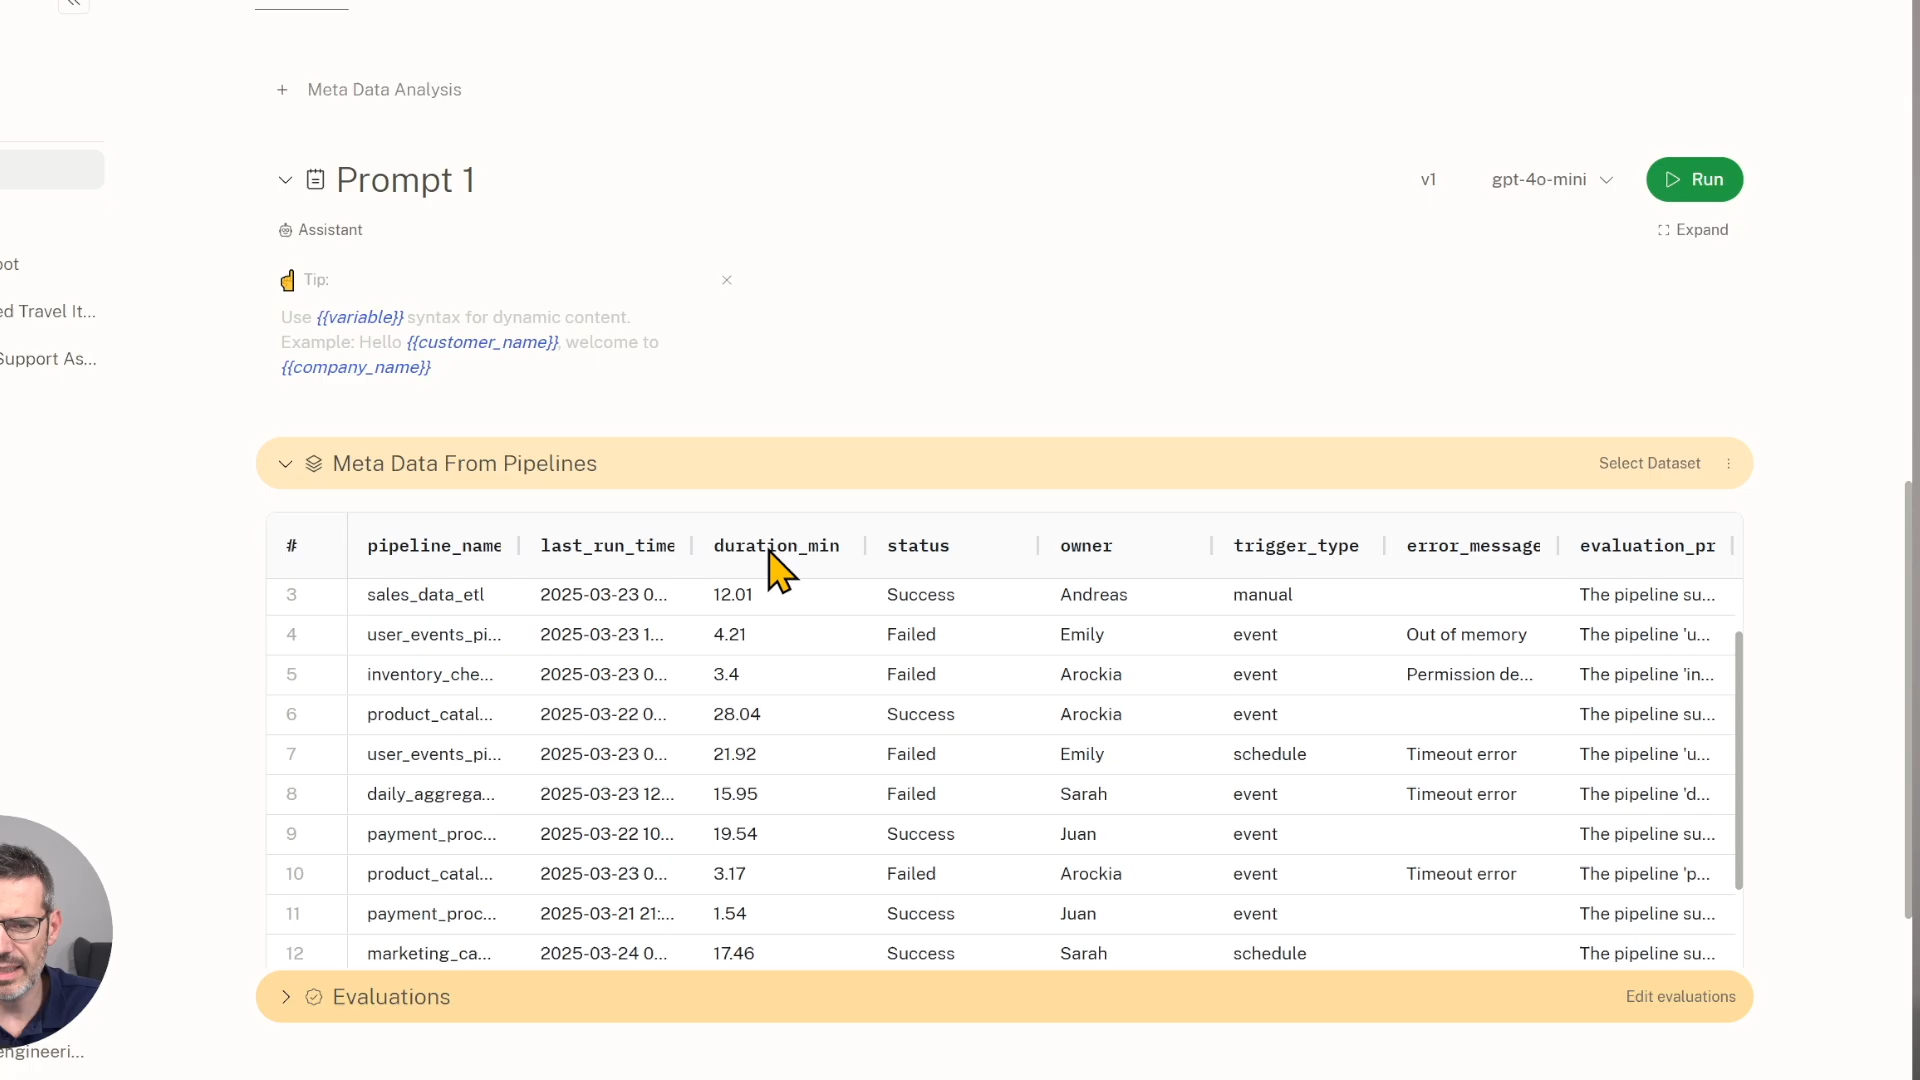 + Meta Data Analysis
Prompt 1
v1 gpt-4o-mini Run
Assistant
Expand
☝ Tip:
Use {{variable}} syntax for dynamic content.
Example: Hello {{customer_name}}, welcome to
{{company_name}}
ot
ed Travel It...
Support As...
Meta Data From Pipelines
Select Dataset
# pipeline_name last_run_time duration_min status owner trigger_type error_message evaluation_pr
3 sales_data_etl 2025-03-23 0... 12.01 Success Andreas manual The pipeline su...
4 user_events_pi... 2025-03-23 1... 4.21 Failed Emily event Out of memory The pipeline 'u...
5 inventory_che... 2025-03-23 0... 3.4 Failed Arockia event Permission de... The pipeline 'in...
6 product_catal... 2025-03-22 0... 28.04 Success Arockia event The pipeline su...
7 user_events_pi... 2025-03-23 0... 21.92 Failed Emily schedule Timeout error The pipeline 'u...
8 daily_aggrega... 2025-03-23 12... 15.95 Failed Sarah event Timeout error The pipeline 'd...
9 payment_proc... 2025-03-22 10... 19.54 Success Juan event The pipeline su...
10 product_catal... 2025-03-23 0... 3.17 Failed Arockia event Timeout error The pipeline 'p...
11 payment_proc... 2025-03-21 21:... 1.54 Success Juan event The pipeline su...
12 marketing_ca... 2025-03-24 0... 17.46 Success Sarah schedule The pipeline su...
Evaluations
Edit evaluations
engineeri...